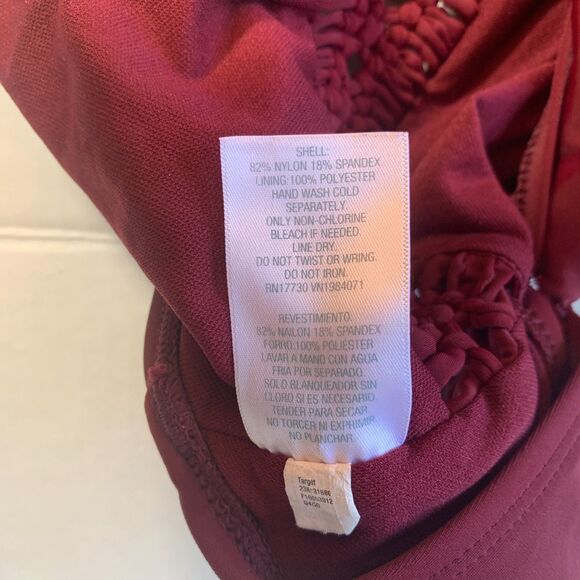 SHELL:
82% NYLON 18% SPANDEX
LINING:100% POLYESTER
HAND WASH COLD
SEPARATELY.
ONLY NON-CHLORINE
BLEACH IF NEEDED.
LINE DRY.
DO NOT TWIST OR WRING.
DO NOT IRON.
RN17730 VN1984071
REVESTIMIENTO.
82% NAILON 18% SPANDEX
FORRO:100% POLIÉSTER
LAVAR A MANO CON AGUA
FRIA POR SEPARADO.
SOLO BLANQUEADOR SIN
CLORO SI ES NECESARIO.
TENDER PARA SECAR.
NO TORCER NI EXPRIMIR
NO PLANCHAR.
Target